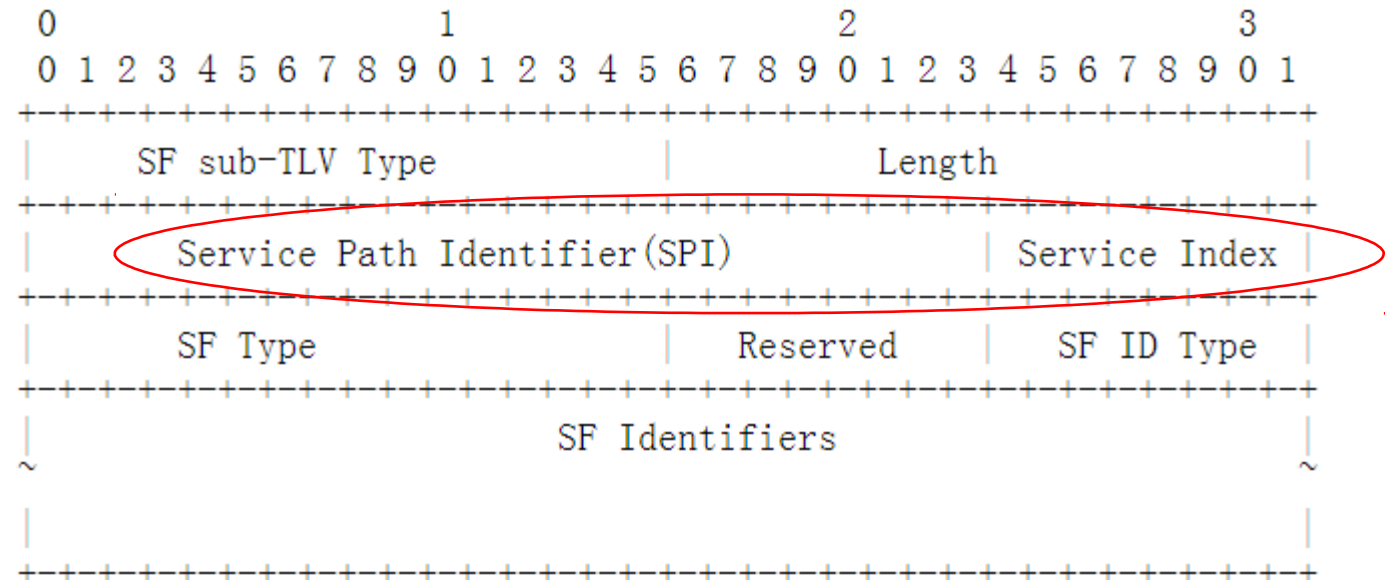 0 1 2 3
0 1 2 3 4 5 6 7 8 9 0 1 2 3 4 5 6 7 8 9 0 1 2 3 4 5 6 7 8 9 0 1
+-+-+-+-+-+-+-+-+-+-+-+-+-+-+-+-+-+-+-+-+-+-+-+-+-+-+-+-+-+-+-+-+
| SF sub-TLV Type | Length |
+-+-+-+-+-+-+-+-+-+-+-+-+-+-+-+-+-+-+-+-+-+-+-+-+-+-+-+-+-+-+-+-+
| Service Path Identifier(SPI) | Service Index |
+-+-+-+-+-+-+-+-+-+-+-+-+-+-+-+-+-+-+-+-+-+-+-+-+-+-+-+-+-+-+-+-+
| SF Type | Reserved | SF ID Type |
+-+-+-+-+-+-+-+-+-+-+-+-+-+-+-+-+-+-+-+-+-+-+-+-+-+-+-+-+-+-+-+-+
| SF Identifiers |
~ ~
| |
+-+-+-+-+-+-+-+-+-+-+-+-+-+-+-+-+-+-+-+-+-+-+-+-+-+-+-+-+-+-+-+-+